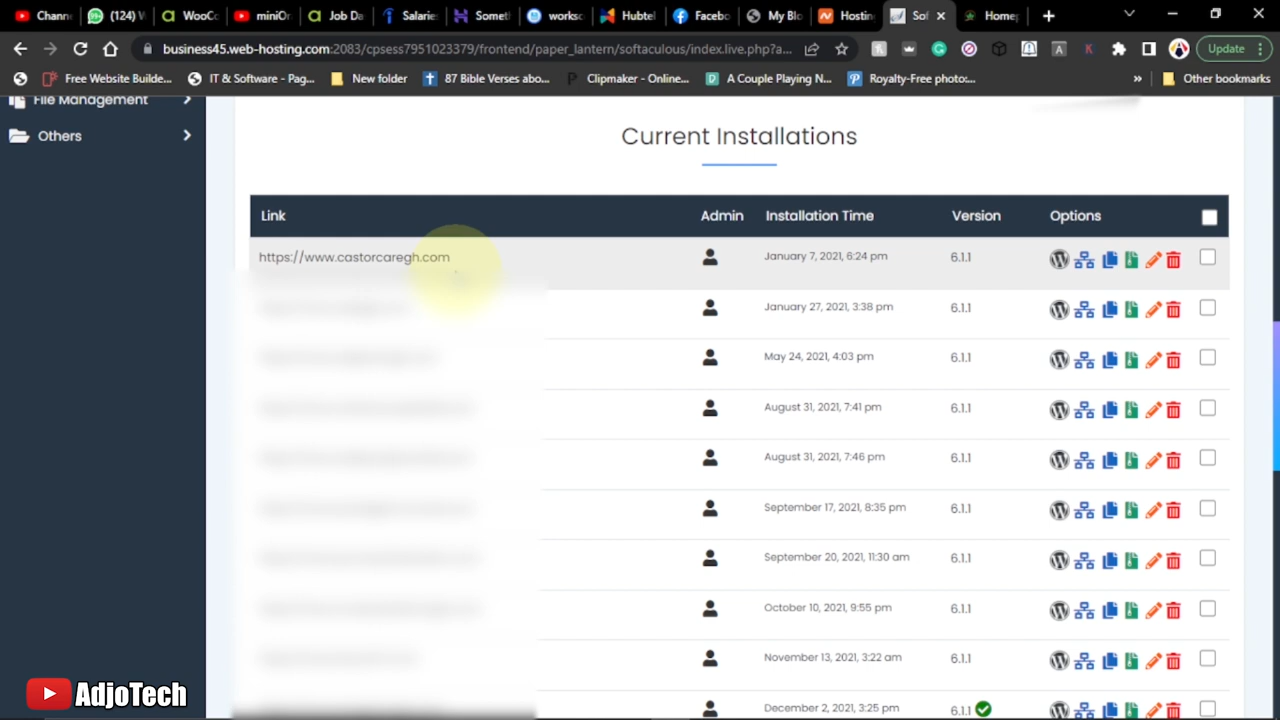 Channe
(124) W
WooCo
miniOr
Job Da
Salarie
Someti
worksc
Hubtel
Facebo
My Blo
Hosting
Sof
Homep
business45.web-hosting.com:2083/cpsess7951023379/frontend/paper_lantern/softaculous/index.live.php?a...
Update
Free Website Builde...
IT & Software - Pag...
New folder
87 Bible Verses abo...
Clipmaker - Online...
A Couple Playing N...
Royalty-Free photo:...
»
Other bookmarks
File Management
Others
Current Installations
Link Admin Installation Time Version Options
https://www.castorcaregh.com January 7, 2021, 6:24 pm 6.1.1
January 27, 2021, 3:38 pm 6.1.1
May 24, 2021, 4:03 pm 6.1.1
August 31, 2021, 7:41 pm 6.1.1
August 31, 2021, 7:46 pm 6.1.1
September 17, 2021, 8:35 pm 6.1.1
September 20, 2021, 11:30 am 6.1.1
October 10, 2021, 9:55 pm 6.1.1
November 13, 2021, 3:22 am 6.1.1
December 2, 2021, 3:25 pm 6.1.1
AdjoTech